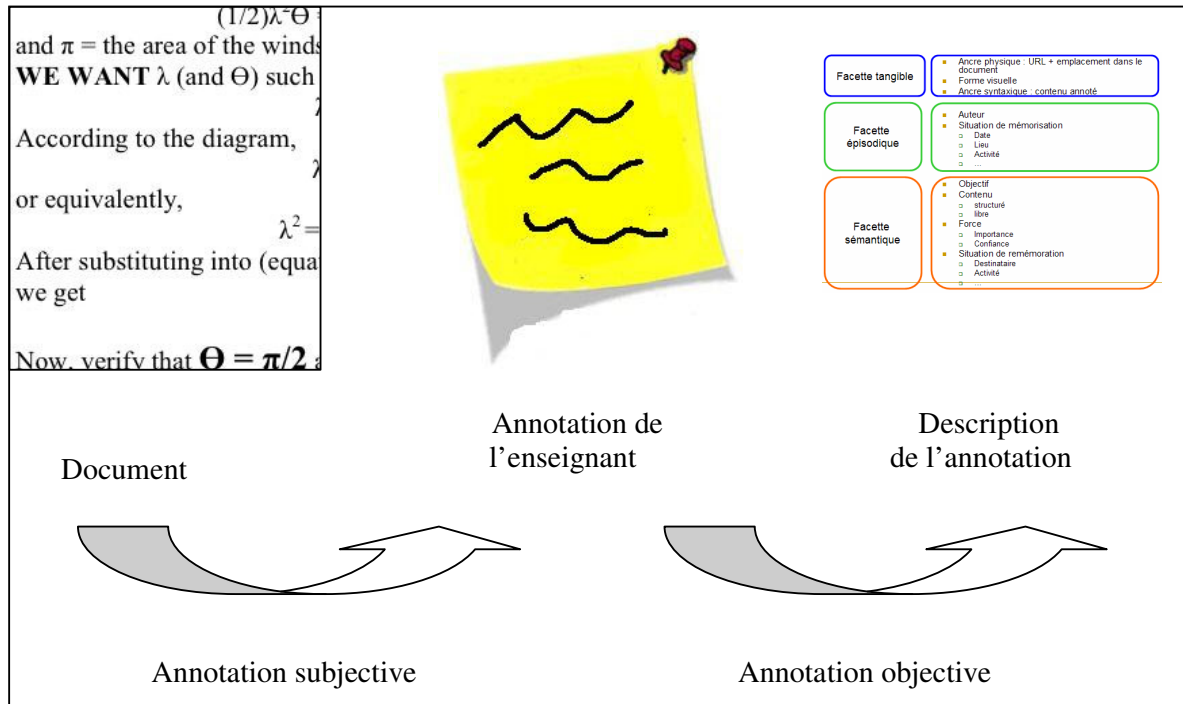 (1/2)λ²Θ =
and π = the area of the winds
WE WANT λ (and Θ) such
λ
According to the diagram,
λ
or equivalently,
λ² =
After substituting into (equa
we get
Now, verify that Θ = π/2 a
Facette tangible
Ancre physique : URL + emplacement dans le
document
Forme visuelle
Ancre syntaxique : contenu annoté
Facette
épisodique
Auteur
Situation de mémorisation
Date
Lieu
Activité
...
Facette
sémantique
Objectif
Contenu
structuré
libre
Force
Importance
Confiance
Situation de remémoration
Destinataire
Activité
...
Document
Annotation de
l'enseignant
Description
de l'annotation
Annotation subjective
Annotation objective